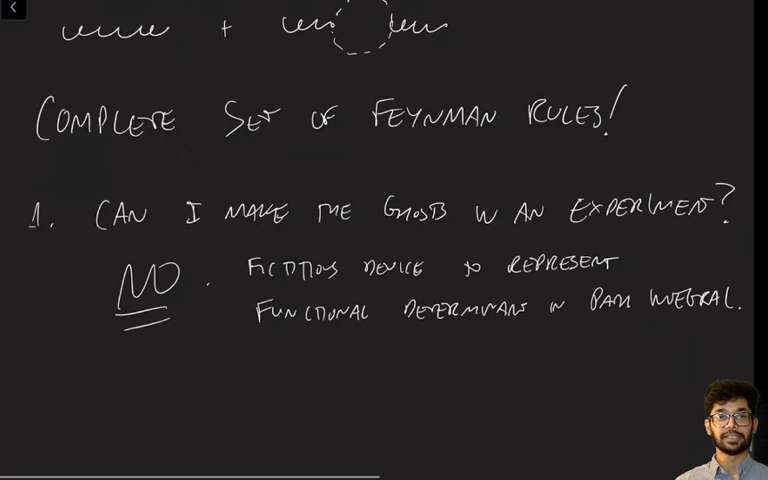 COMPLETE SET OF FEYNMAN RULES!
1. CAN I MAKE THE GHOSTS IN AN EXPERIMENT?
NO. FICTITIOUS DEVICE TO REPRESENT
FUNCTIONAL DETERMINANT IN PATH INTEGRAL.